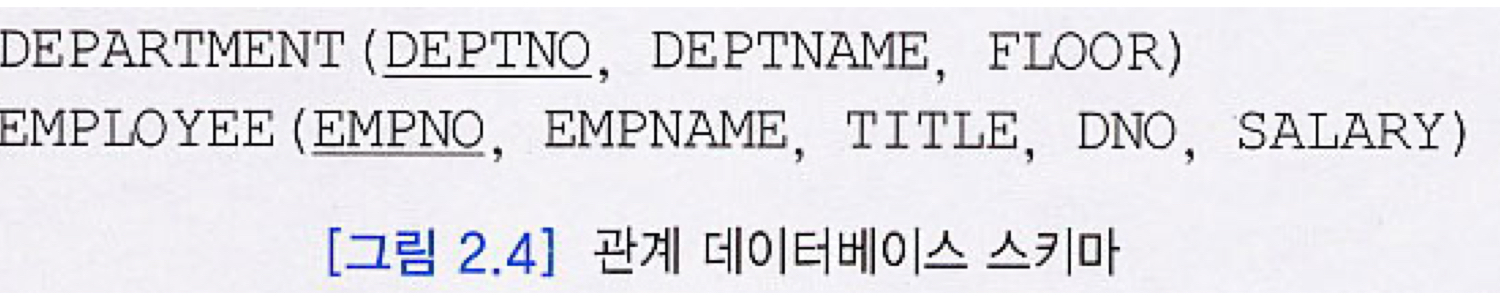 DEPARTMENT (DEPTNO, DEPTNAME, FLOOR)
EMPLOYEE (EMPNO, EMPNAME, TITLE, DNO, SALARY)
[그림 2.4] 관계 데이터베이스 스키마